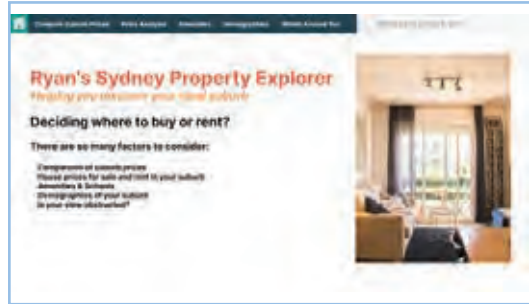 Compare Suburb Prices Price Analysis Amenities Demographics Whats Around You
Ryan's Sydney Property Explorer
Helping you discover your ideal suburb
Deciding where to buy or rent?
There are so many factors to consider:
Comparison of suburb prices
House prices for sale and rent in your suburb
Amenities & Schools
Demographics of your suburb
Is your view obstructed?